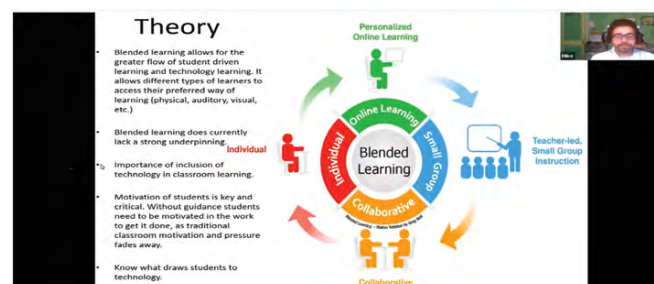 Theory
Blended learning allows for the
greater flow of student driven
learning and technology learning. It
allows different types of learners to
access their preferred way of
learning (physical, auditory, visual,
etc.)
Blended learning does currently
lack a strong underpinning.
Importance of inclusion of
technology in classroom learning.
Motivation of students is key and
critical. Without guidance students
need to be motivated in the work
to get it done, as traditional
classroom motivation and pressure
fades away.
Know what draws students to
technology.
Personalized
Online Learning
Individual
Online Learning
Individual
Small Group
Collaborative
Blended
Learning
Teacher-led,
Small Group
Instruction
Collaborative
Mike